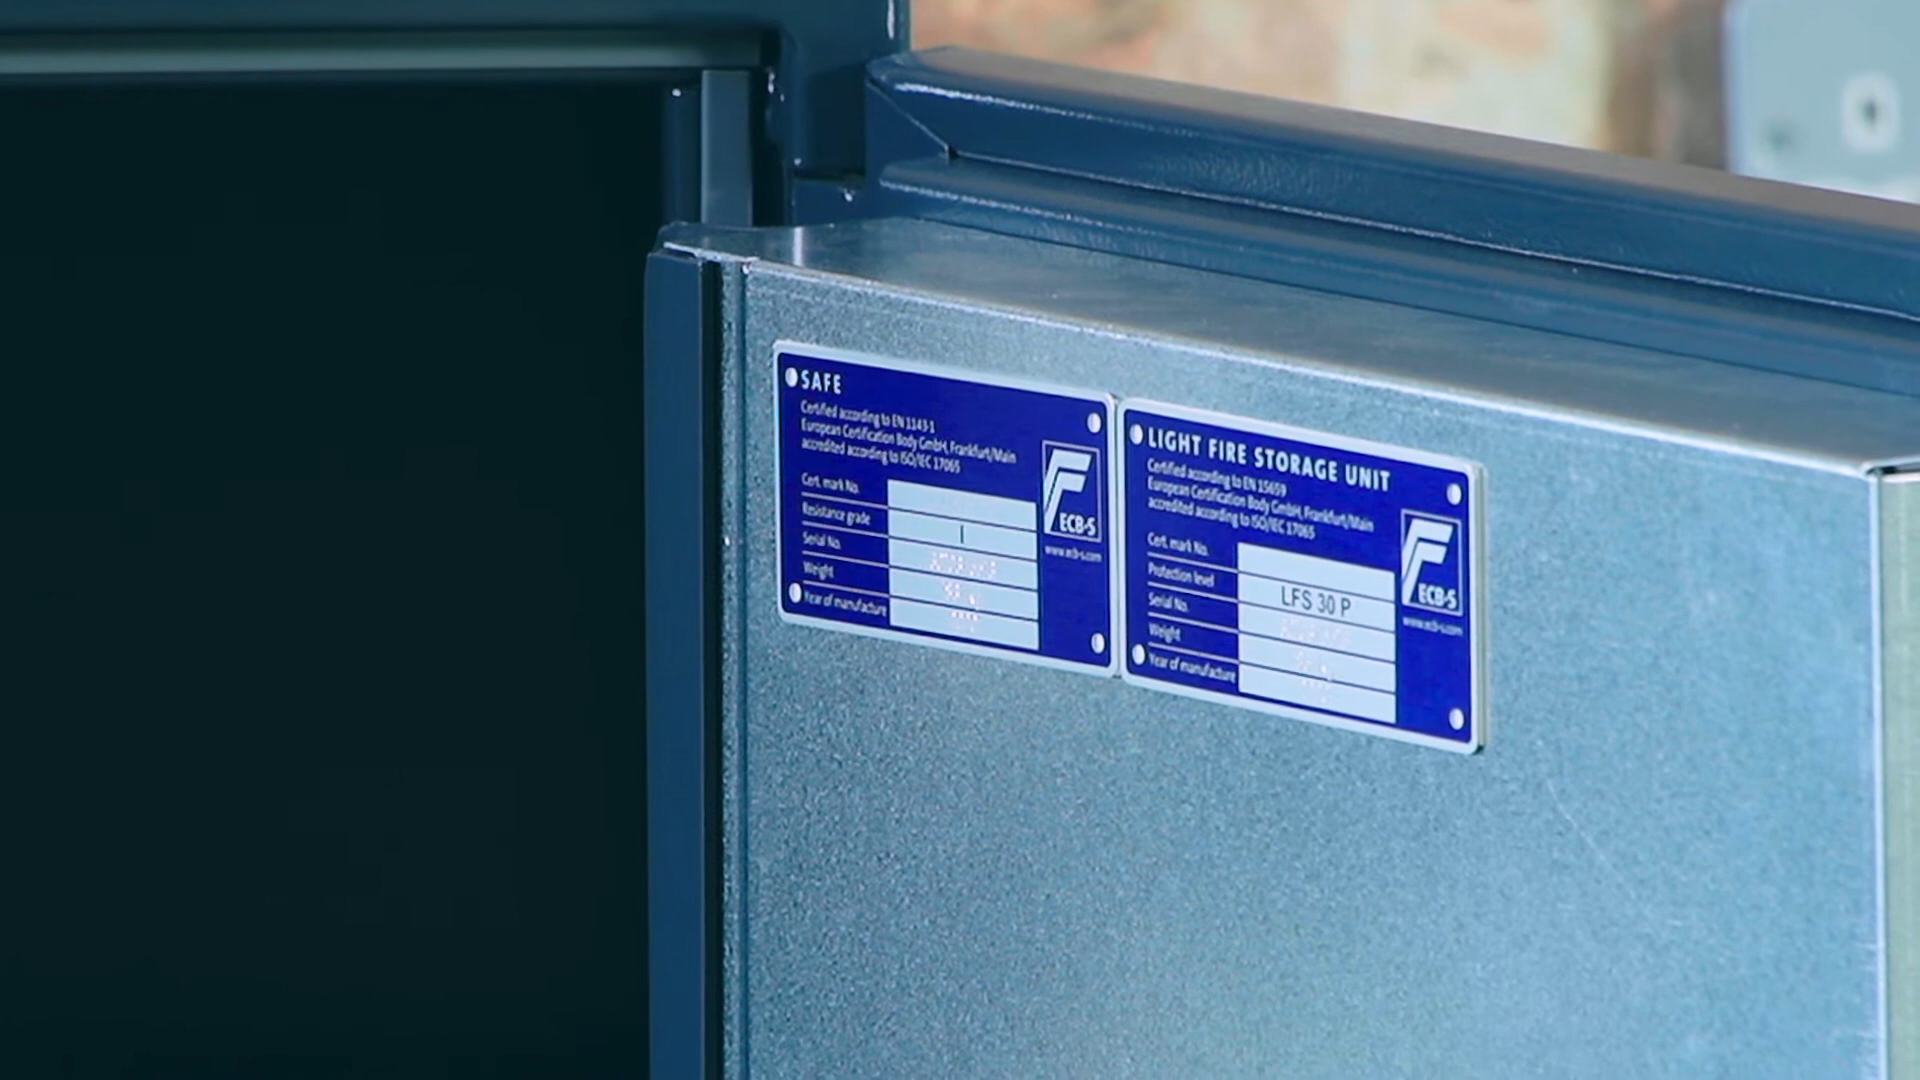 SAFE
Certified according to EN 1143-1
European Certification Body GmbH, Frankfurt/Main
accredited according to ISO/IEC 17065
Cert. mark No.
Resistance grade I
Serial No.
Weight
Year of manufacture
ECB·S
www.ecb-s.com
LIGHT FIRE STORAGE UNIT
Certified according to EN 15659
European Certification Body GmbH, Frankfurt/Main
accredited according to ISO/IEC 17065
Cert. mark No.
Protection level LFS 30 P
Serial No.
Weight
Year of manufacture
ECB·S
www.ecb-s.com